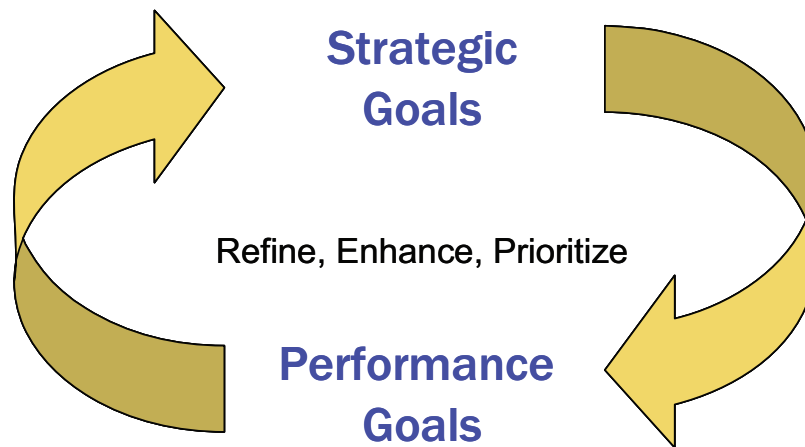 Strategic
Goals
Refine, Enhance, Prioritize
Performance
Goals